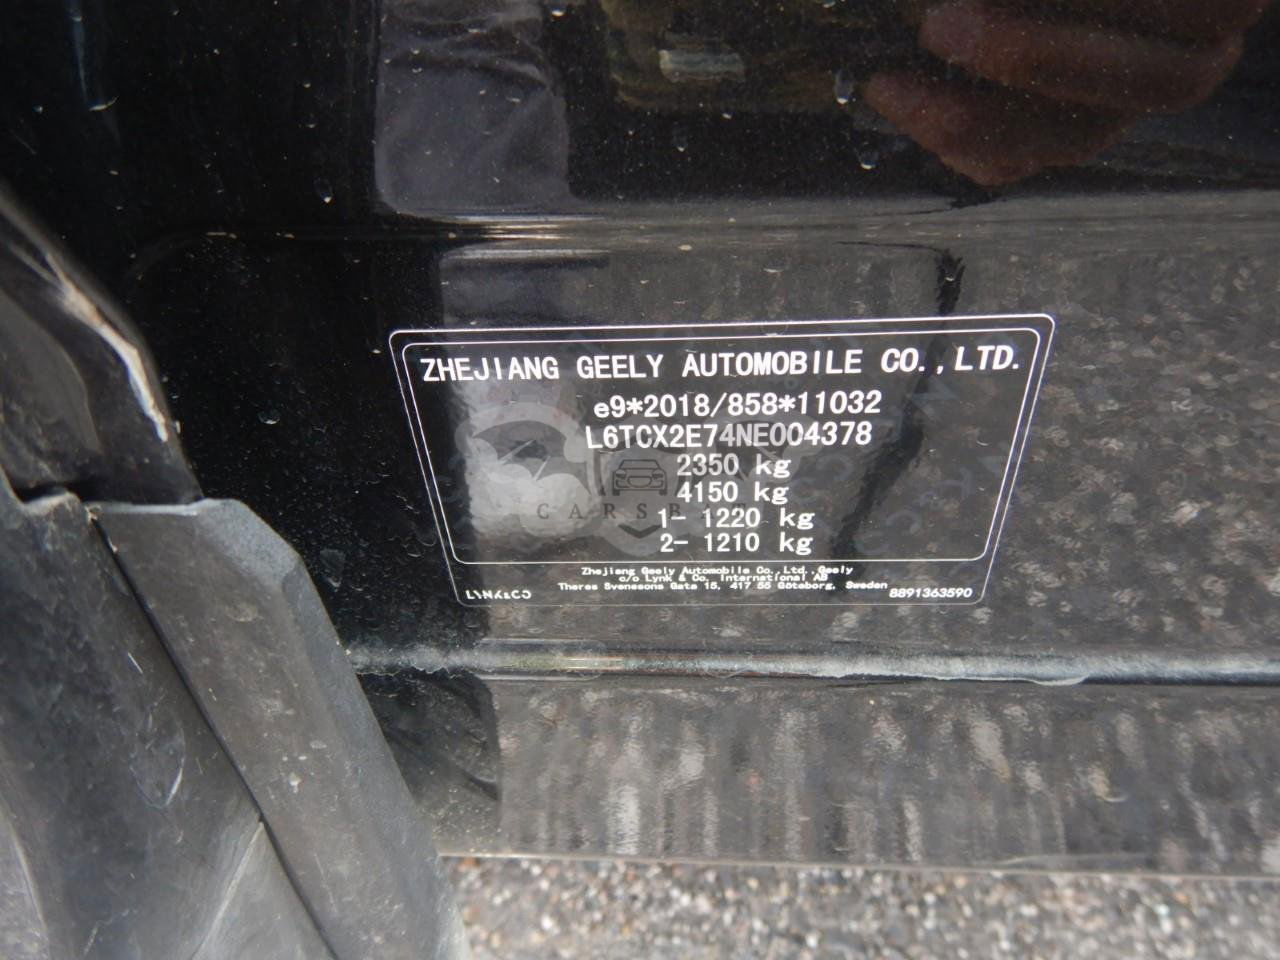 ZHEJIANG GEELY AUTOMOBILE CO.,LTD.
e9*2018/858*11032
L6TCX2E74NE004378
2350 kg
4150 kg
1- 1220 kg
2- 1210 kg
Zhejiang Geely Automobile Co.,Ltd.,Geely
c/o Lynk & Co. International AB
Theres Svenssons Gata 15, 417 55 Göteborg, Sweden
LYNK&CO
8891363590